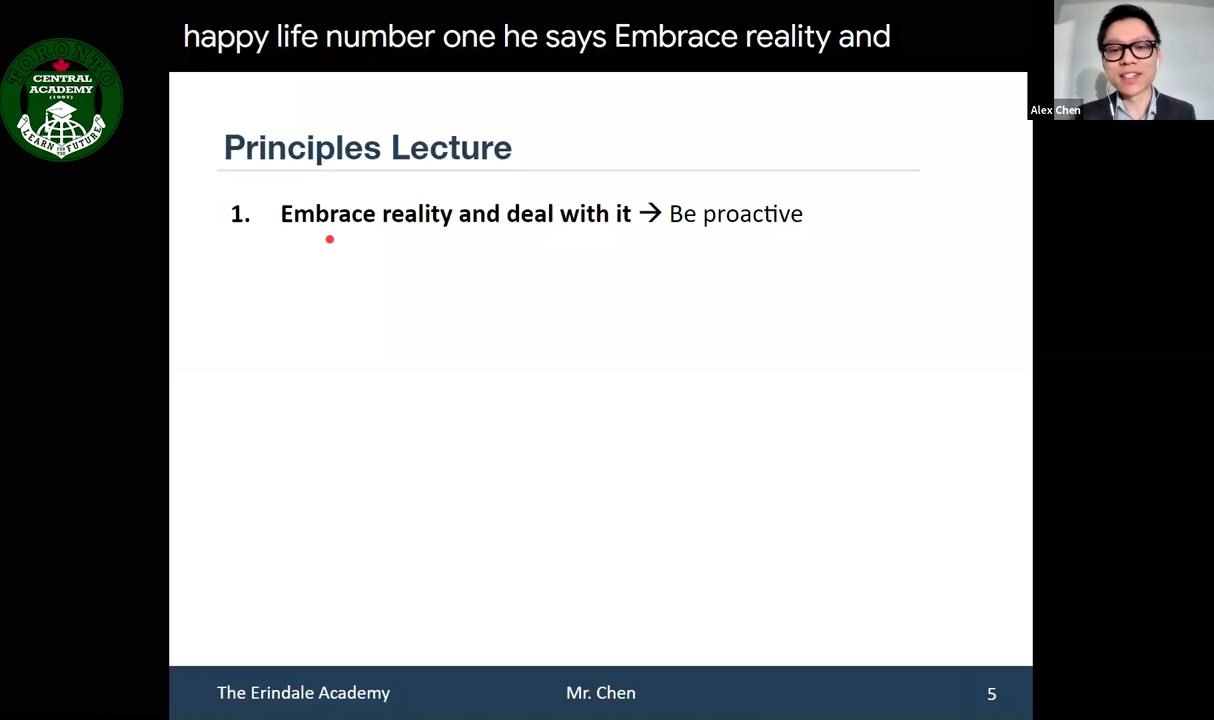 happy life number one he says Embrace reality and
TORONTO
CENTRAL
ACADEMY
(1997)
LEARN FOR THE FUTURE
Alex Chen
Principles Lecture
1. Embrace reality and deal with it → Be proactive
The Erindale Academy Mr. Chen 5